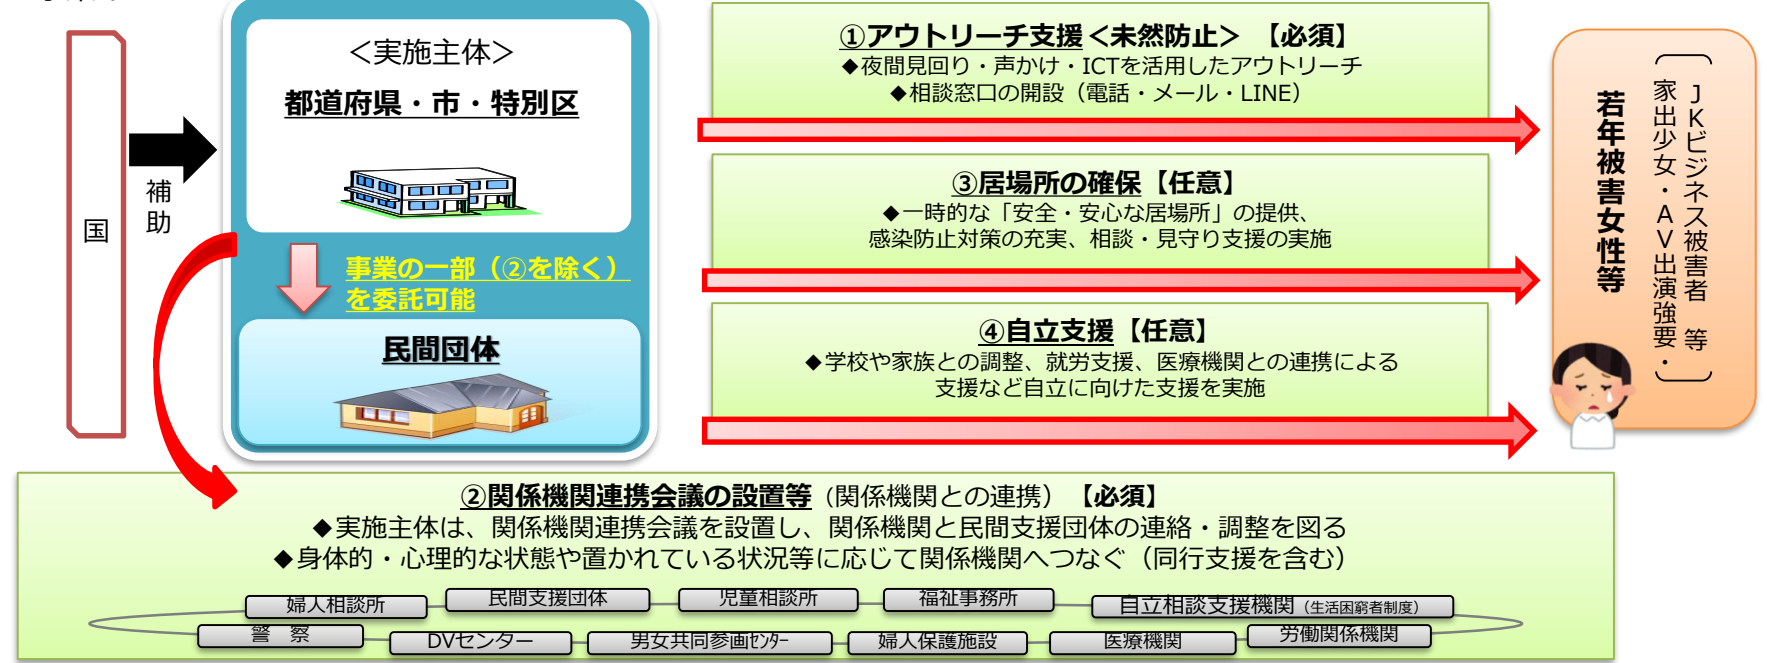 国
補助
＜実施主体＞
都道府県・市・特別区
事業の一部（②を除く）
を委託可能
民間団体
①アウトリーチ支援＜未然防止＞ 【必須】
◆夜間見回り・声かけ・ICTを活用したアウトリーチ
◆相談窓口の開設（電話・メール・LINE）
③居場所の確保【任意】
◆一時的な「安全・安心な居場所」の提供、
感染防止対策の充実、相談・見守り支援の実施
④自立支援【任意】
◆学校や家族との調整、就労支援、医療機関との連携による
支援など自立に向けた支援を実施
若年被害女性等
JKビジネス被害者 等
家出少女・AV出演強要・
②関係機関連携会議の設置等（関係機関との連携）【必須】
◆実施主体は、関係機関連携会議を設置し、関係機関と民間支援団体の連絡・調整を図る
◆身体的・心理的な状態や置かれている状況等に応じて関係機関へつなぐ（同行支援を含む）
婦人相談所 民間支援団体 児童相談所 福祉事務所 自立相談支援機関（生活困窮者制度）
警 察 DVセンター 男女共同参画ｾﾝﾀｰ 婦人保護施設 医療機関 労働関係機関